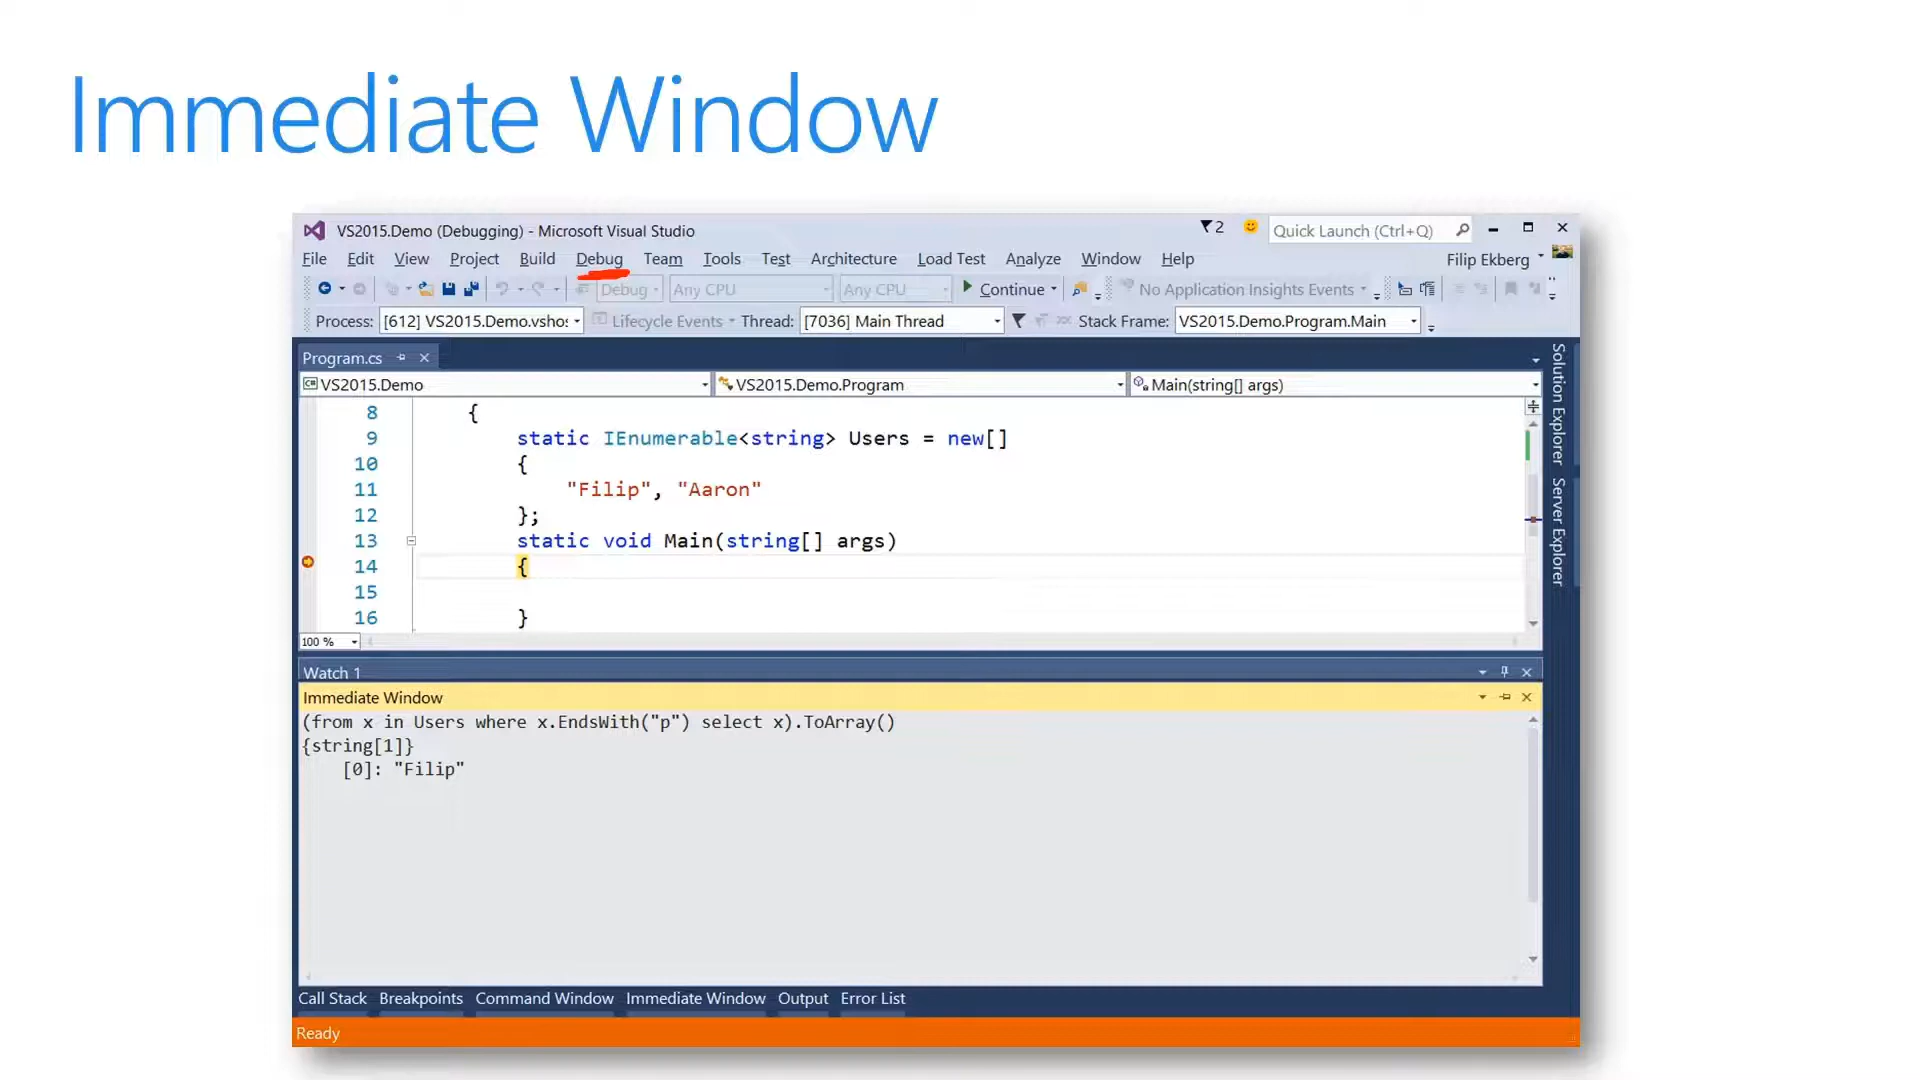 Immediate Window
VS2015.Demo (Debugging) - Microsoft Visual Studio
2
Quick Launch (Ctrl+Q)
File Edit View Project Build Debug Team Tools Test Architecture Load Test Analyze Window Help
Filip Ekberg
Debug Any CPU Any CPU Continue No Application Insights Events
Process: [612] VS2015.Demo.vshos Lifecycle Events Thread: [7036] Main Thread Stack Frame: VS2015.Demo.Program.Main
Program.cs
VS2015.Demo VS2015.Demo.Program Main(string[] args)
8 {
9 static IEnumerable<string> Users = new[]
10 {
11 "Filip", "Aaron"
12 };
13 static void Main(string[] args)
14 {
15
16 }
100 %
Solution Explorer
Server Explorer
Watch 1
Immediate Window
(from x in Users where x.EndsWith("p") select x).ToArray()
{string[1]}
[0]: "Filip"
Call Stack Breakpoints Command Window Immediate Window Output Error List
Ready